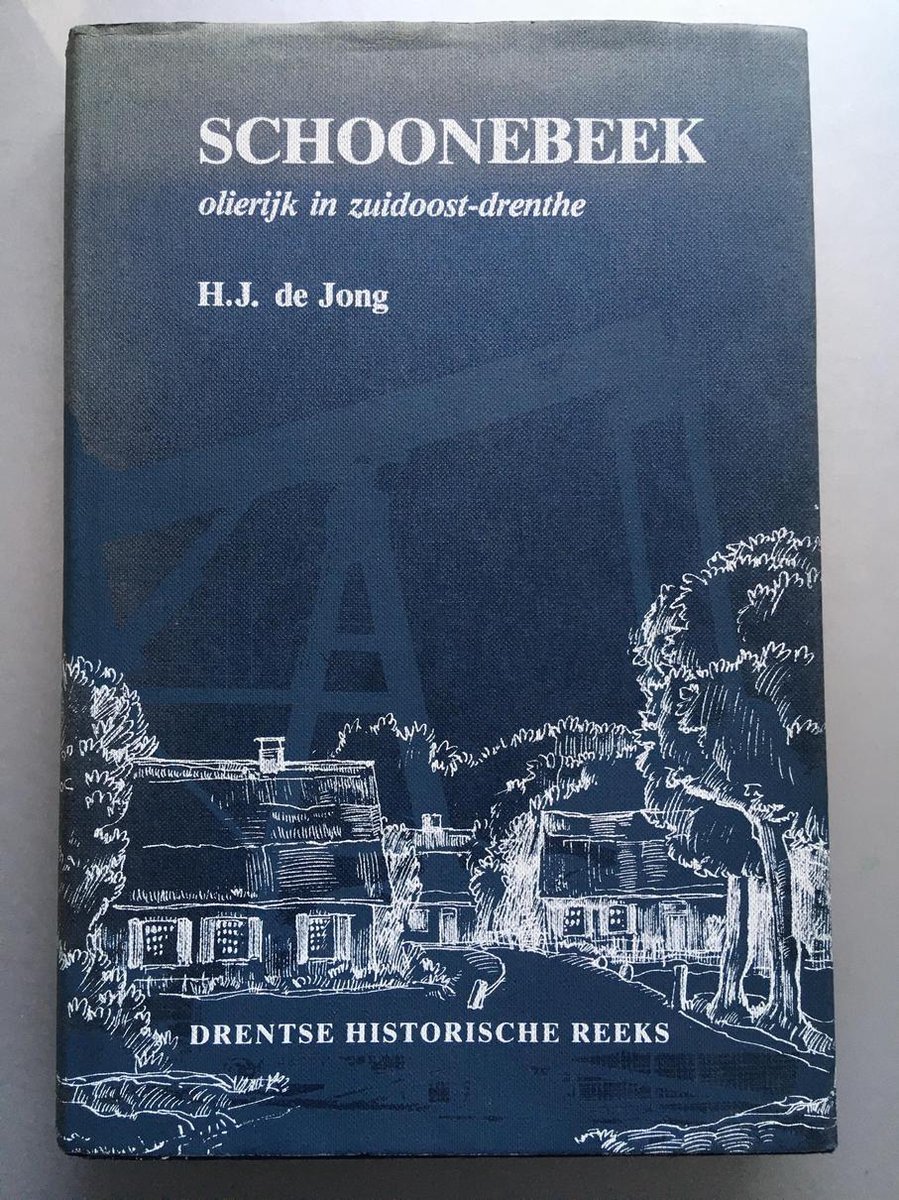 SCHOONEBEEK
olierijk in zuidoost-drenthe
H.J. de Jong
DRENTSE HISTORISCHE REEKS